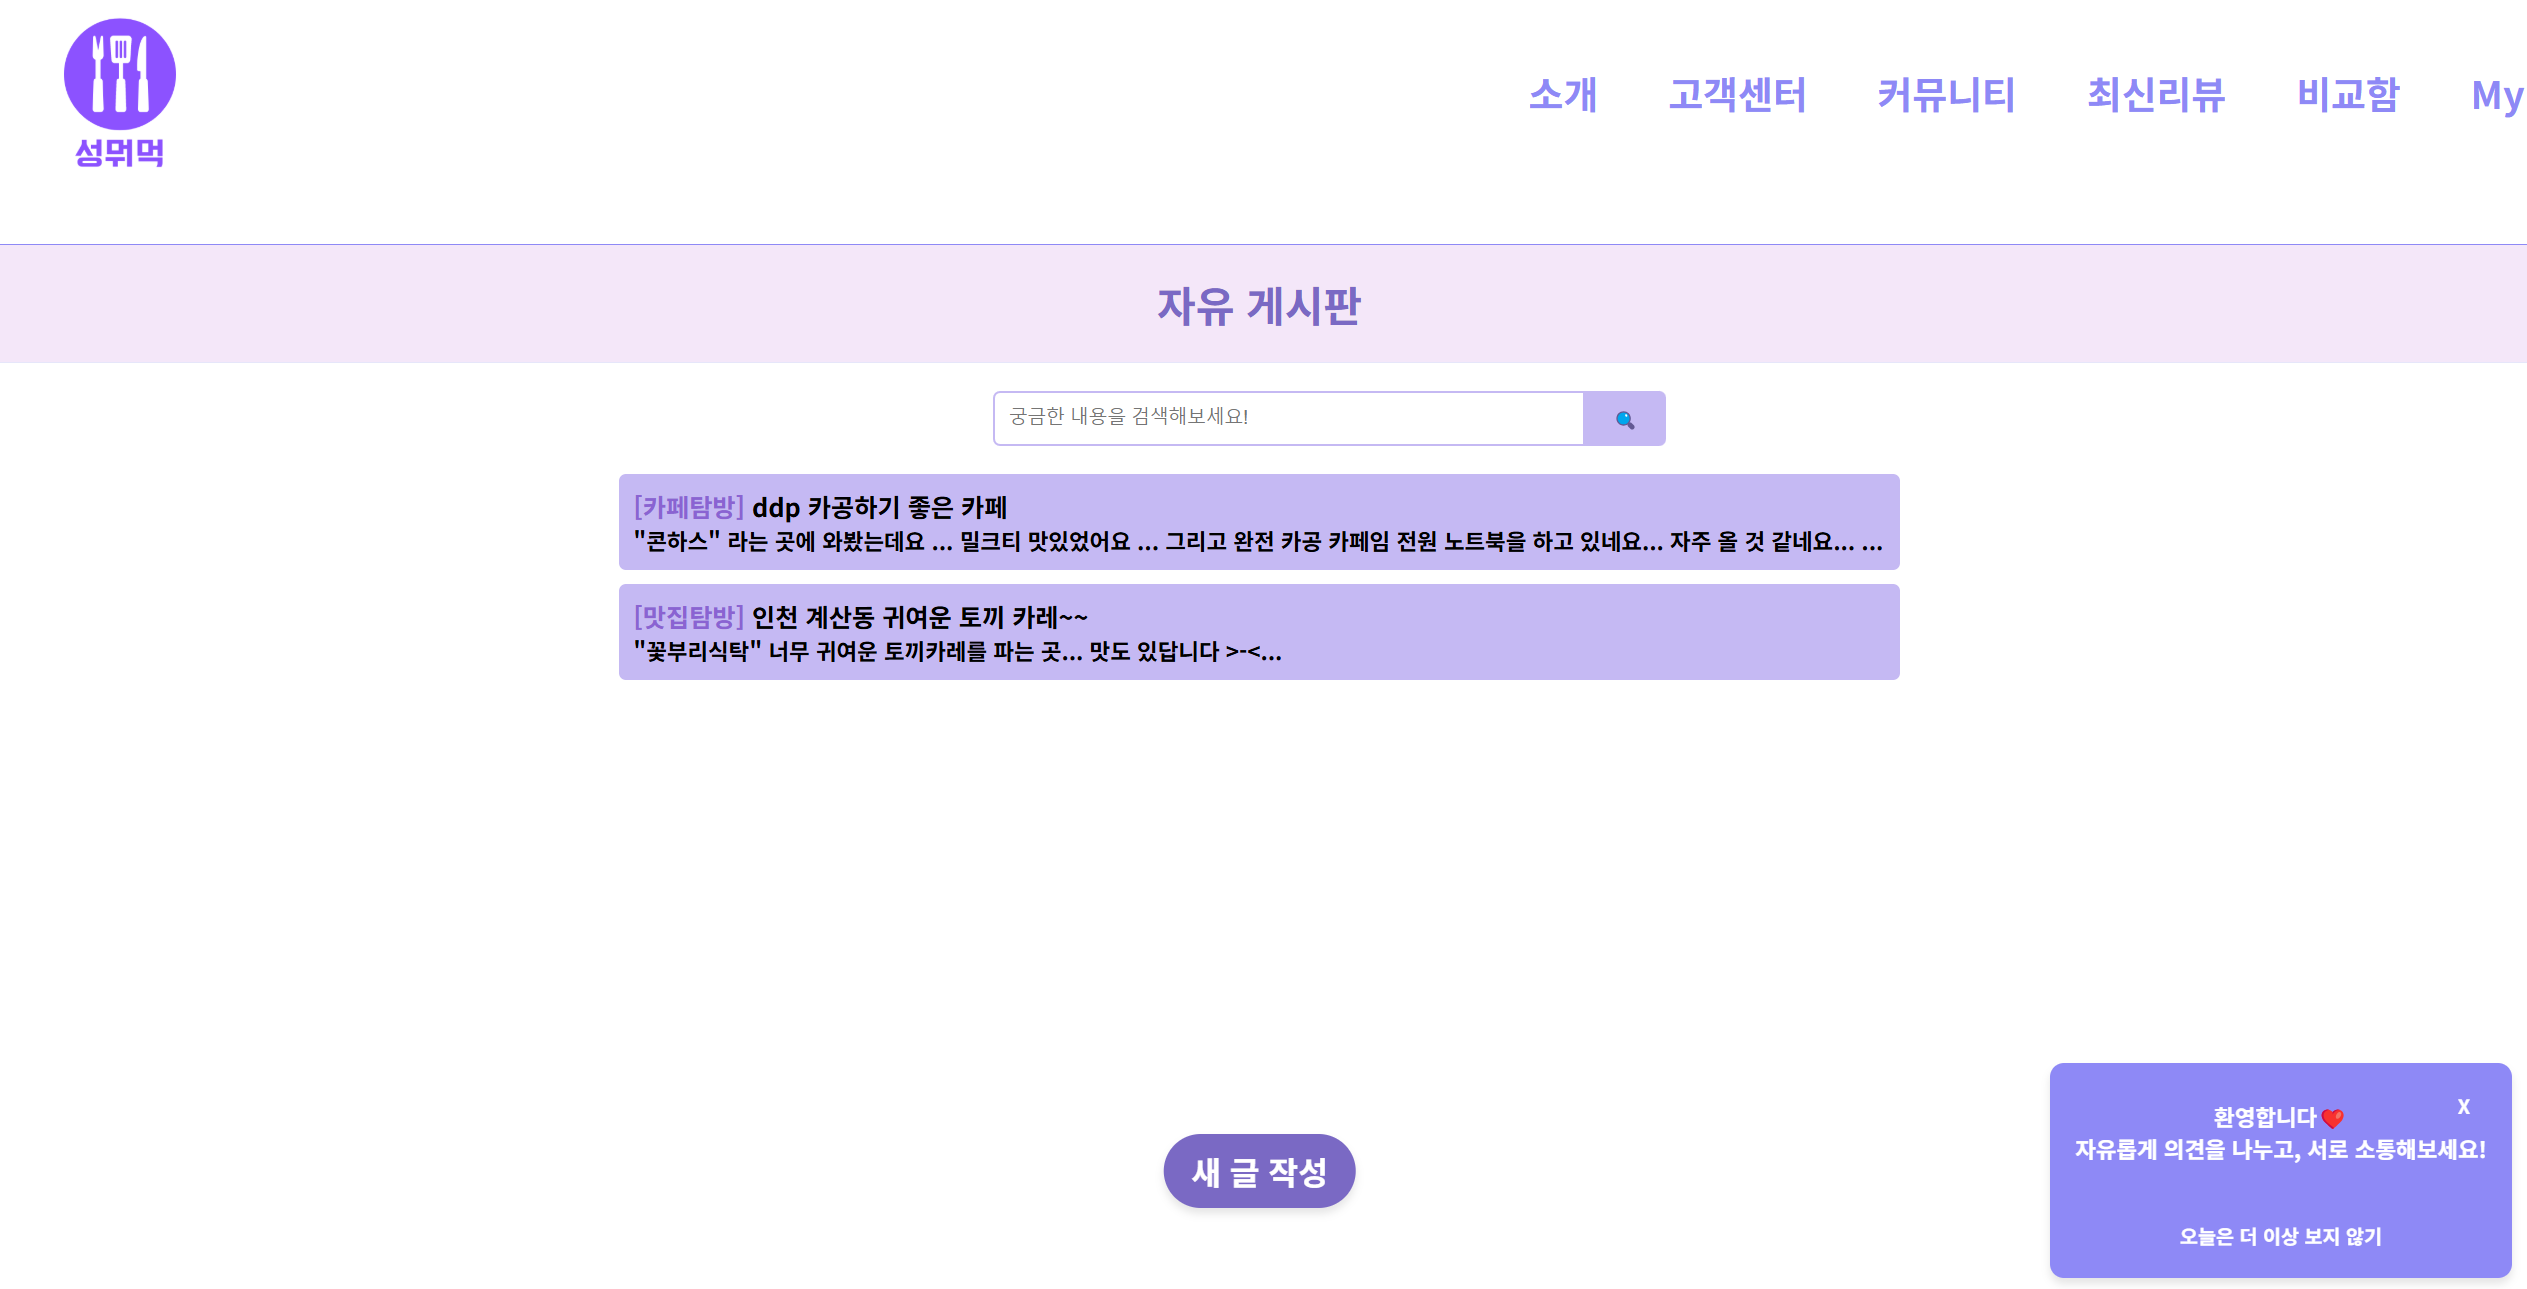 성뭐먹
소개 고객센터 커뮤니티 최신리뷰 비교함 My
자유 게시판
궁금한 내용을 검색해보세요!
[카페탐방] ddp 카공하기 좋은 카페
"콘하스" 라는 곳에 와봤는데요 ... 밀크티 맛있었어요 ... 그리고 완전 카공 카페임 전원 노트북을 하고 있네요... 자주 올 것 같네요... ...
[맛집탐방] 인천 계산동 귀여운 토끼 카레~~
"꽃부리식탁" 너무 귀여운 토끼카레를 파는 곳... 맛도 있답니다 >-<...
새 글 작성
X
환영합니다❤️
자유롭게 의견을 나누고, 서로 소통해보세요!
오늘은 더 이상 보지 않기